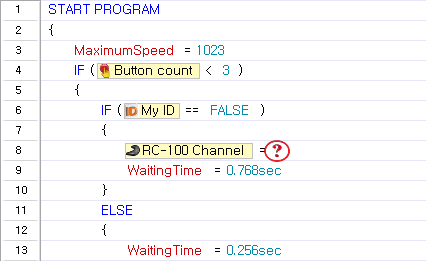 1 START PROGRAM
2 {
3 MaximumSpeed = 1023
4 IF ( Button count < 3 )
5 {
6 IF ( ID My ID == FALSE )
7 {
8 RC-100 Channel = ?
9 WaitingTime = 0.768sec
10 }
11 ELSE
12 {
13 WaitingTime = 0.256sec